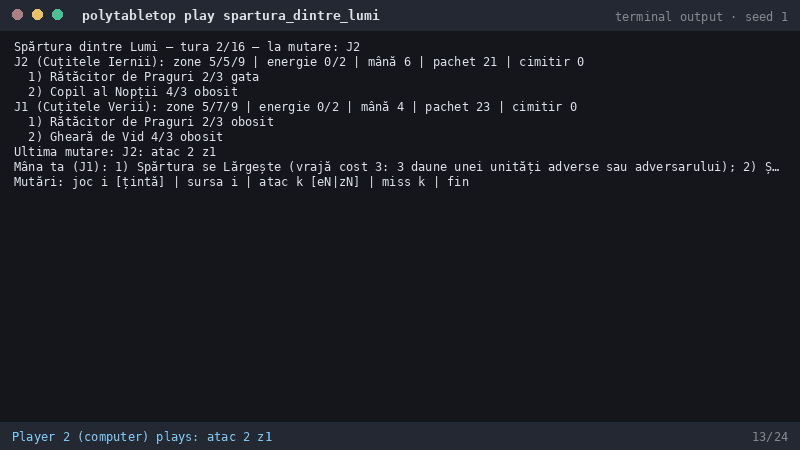 polytabletop play spartura_dintre_lumi
terminal output · seed 1
Spărtura dintre Lumi — tura 2/16 — la mutare: J2
J2 (Cuțitele Iernii): zone 5/5/9 | energie 0/2 | mână 6 | pachet 21 | cimitir 0
1) Rătăcitor de Praguri 2/3 gata
2) Copil al Nopții 4/3 obosit
J1 (Cuțitele Verii): zone 5/7/9 | energie 0/2 | mână 4 | pachet 23 | cimitir 0
1) Rătăcitor de Praguri 2/3 obosit
2) Gheară de Vid 4/3 obosit
Ultima mutare: J2: atac 2 z1
Mâna ta (J1): 1) Spărtura se Lărgește (vrajă cost 3: 3 daune unei unități adverse sau adversarului); 2) Ș…
Mutări: joc i [țintă] | sursa i | atac k [eN|zN] | miss k | fin
Player 2 (computer) plays: atac 2 z1
13/24